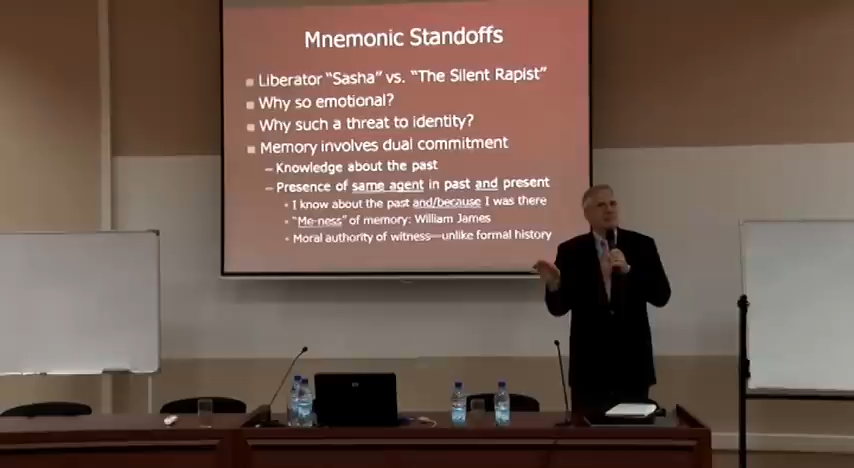 Mnemonic Standoffs
Liberator "Sasha" vs. "The Silent Rapist"
Why so emotional?
Why such a threat to identity?
Memory involves dual commitment
– Knowledge about the past
– Presence of same agent in past and present
• I know about the past and/because I was there
• "Me-ness" of memory: William James
• Moral authority of witness—unlike formal history